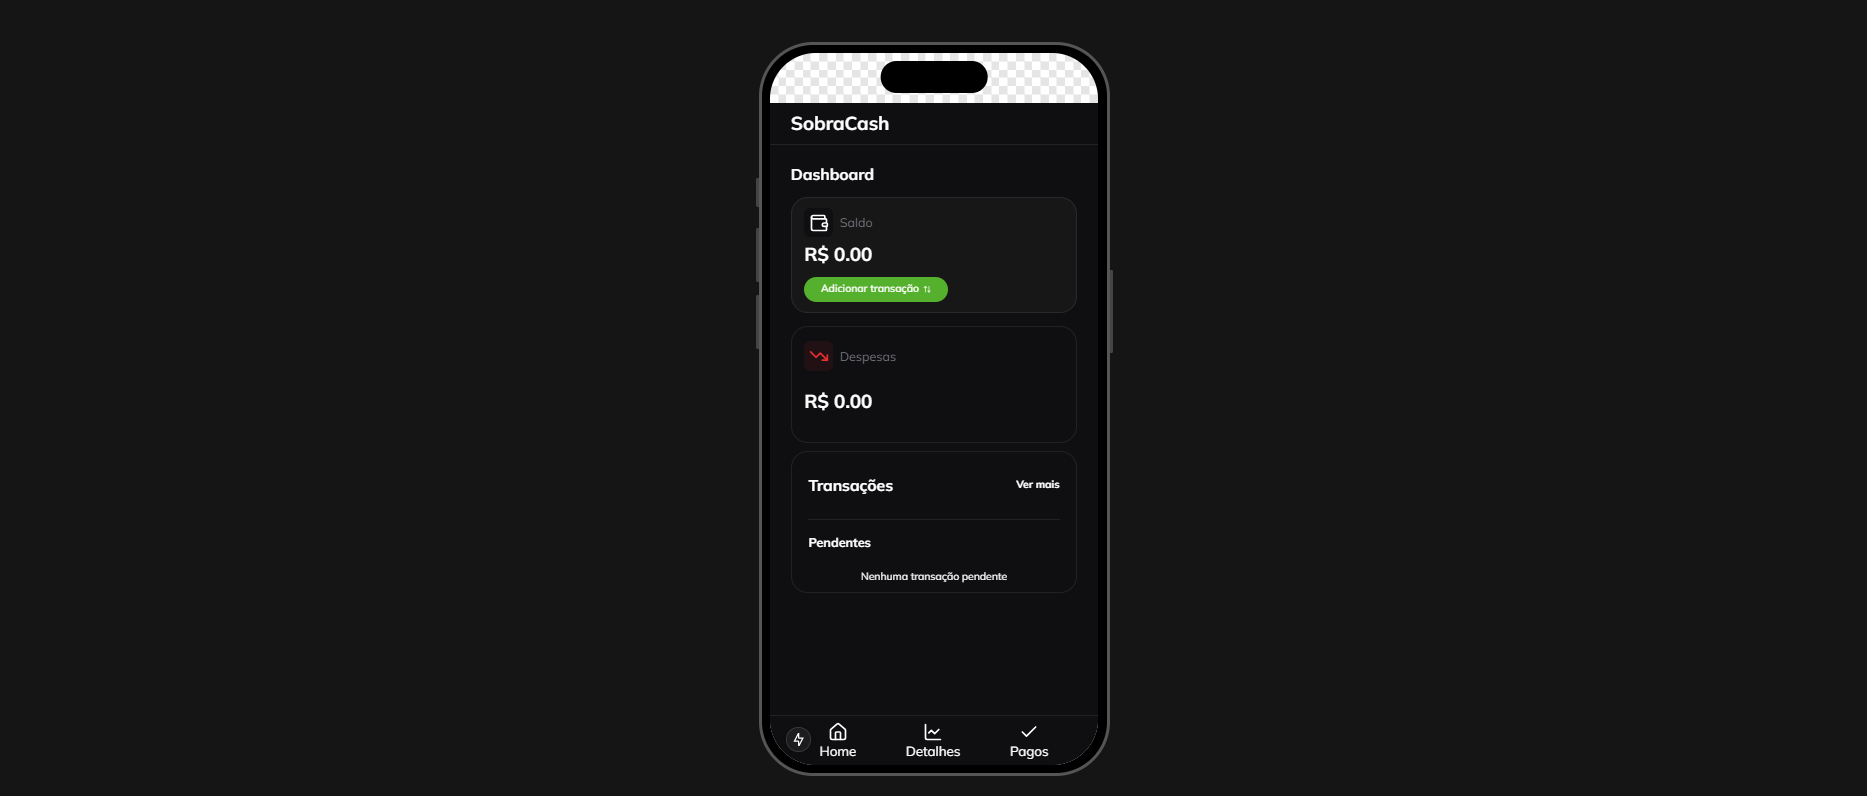 SobraCash
Dashboard
Saldo
R$ 0.00
Adicionar transação
Despesas
R$ 0.00
Transações
Ver mais
Pendentes
Nenhuma transação pendente
Home
Detalhes
Pagos